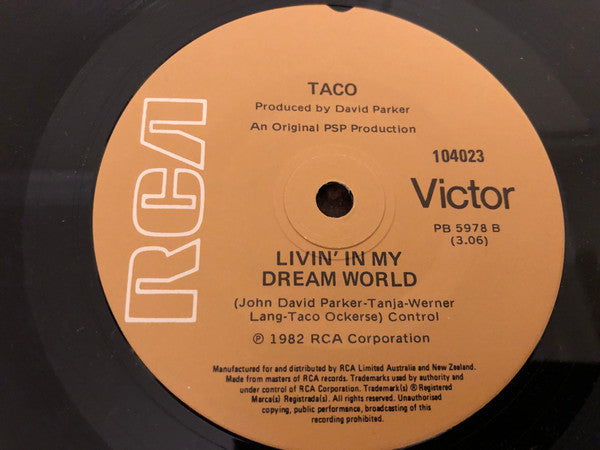 TACO
Produced by David Parker
An Original PSP Production
RCA
104023
Victor
PB 5978 B
(3.06)
LIVIN' IN MY
DREAM WORLD
(John David Parker-Tanja-Werner
Lang-Taco Ockerse) Control
℗ 1982 RCA Corporation
Manufactured for and distributed by RCA Limited Australia and New Zealand.
Made from masters of RCA records. Trademarks used by authority and
under control of RCA Corporation. Trademark(s) ® Registered
Marca(s) Registrada(s). All rights reserved. Unauthorised
copying, public performance, broadcasting of this
recording prohibited.